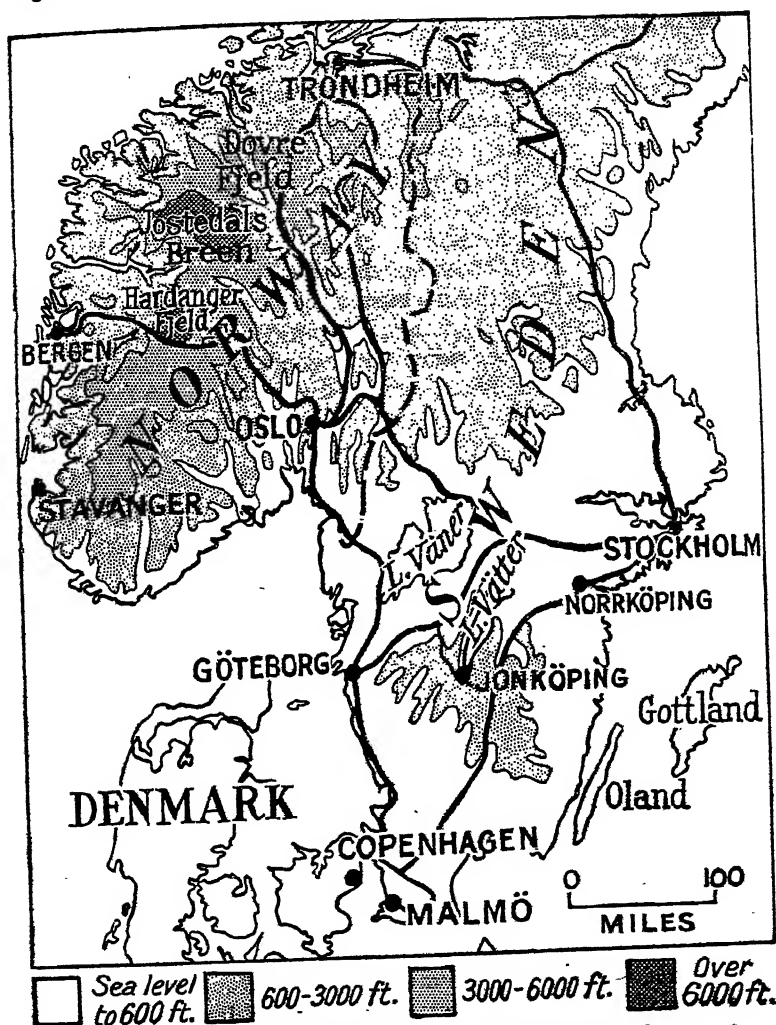 TRONDHEIM
Dovre
Fjeld
Jostedals
Breen
Hardanger
Fjeld
NORWAY
SWEDEN
BERGEN
OSLO
STAVANGER
L. Väner
L. Vätter
STOCKHOLM
NORRKÖPING
GÖTEBORG
JONKÖPING
Gottland
Oland
DENMARK
COPENHAGEN
MALMÖ
0 100
MILES
Sea level
to 600 ft.
600-3000 ft.
3000-6000 ft.
Over
6000 ft.